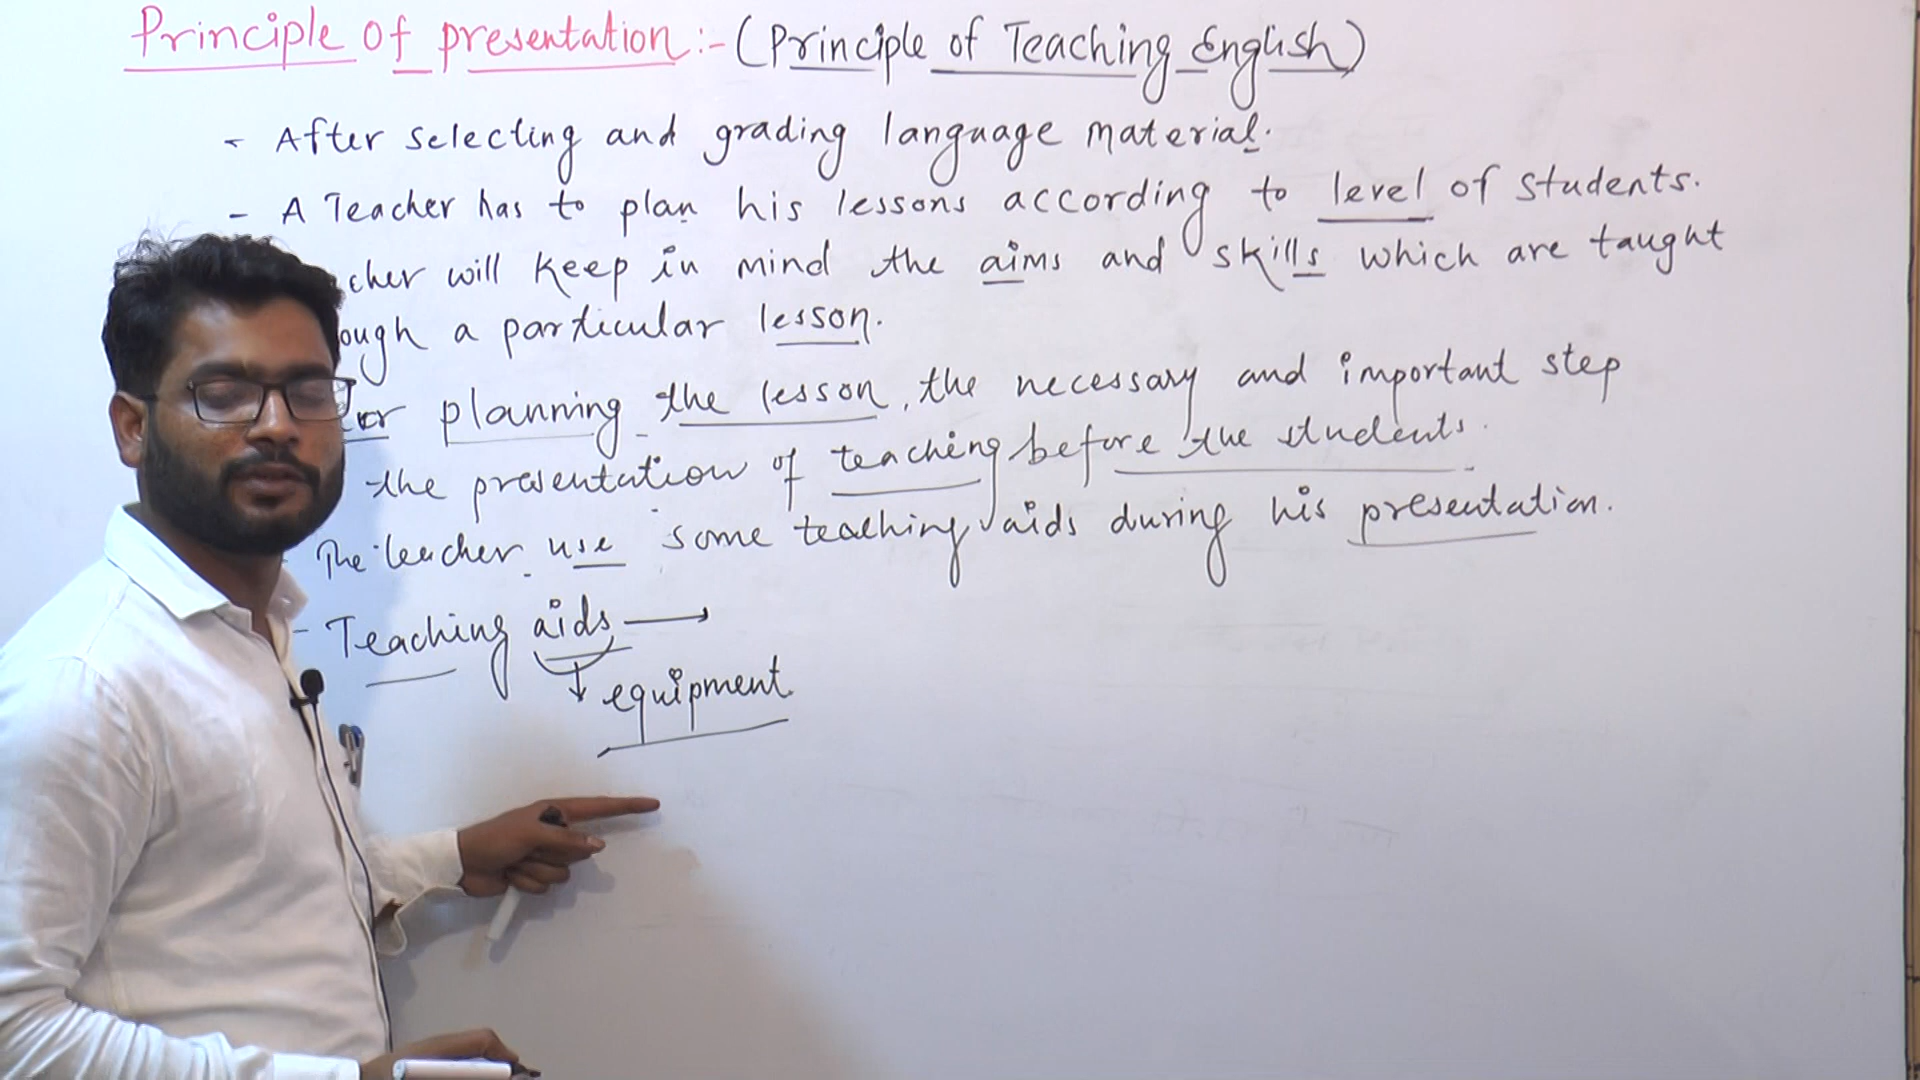 Principle of presentation:- (Principle of Teaching English)
- After selecting and grading language material.
- A Teacher has to plan his lessons according to level of students.
cher will keep in mind the aims and skills which are taught
ough a particular lesson.
planning the lesson, the necessary and important step
the presentation of teaching before the students.
- The teacher use some teaching aids during his presentation.
- Teaching aids →
↓ equipment.